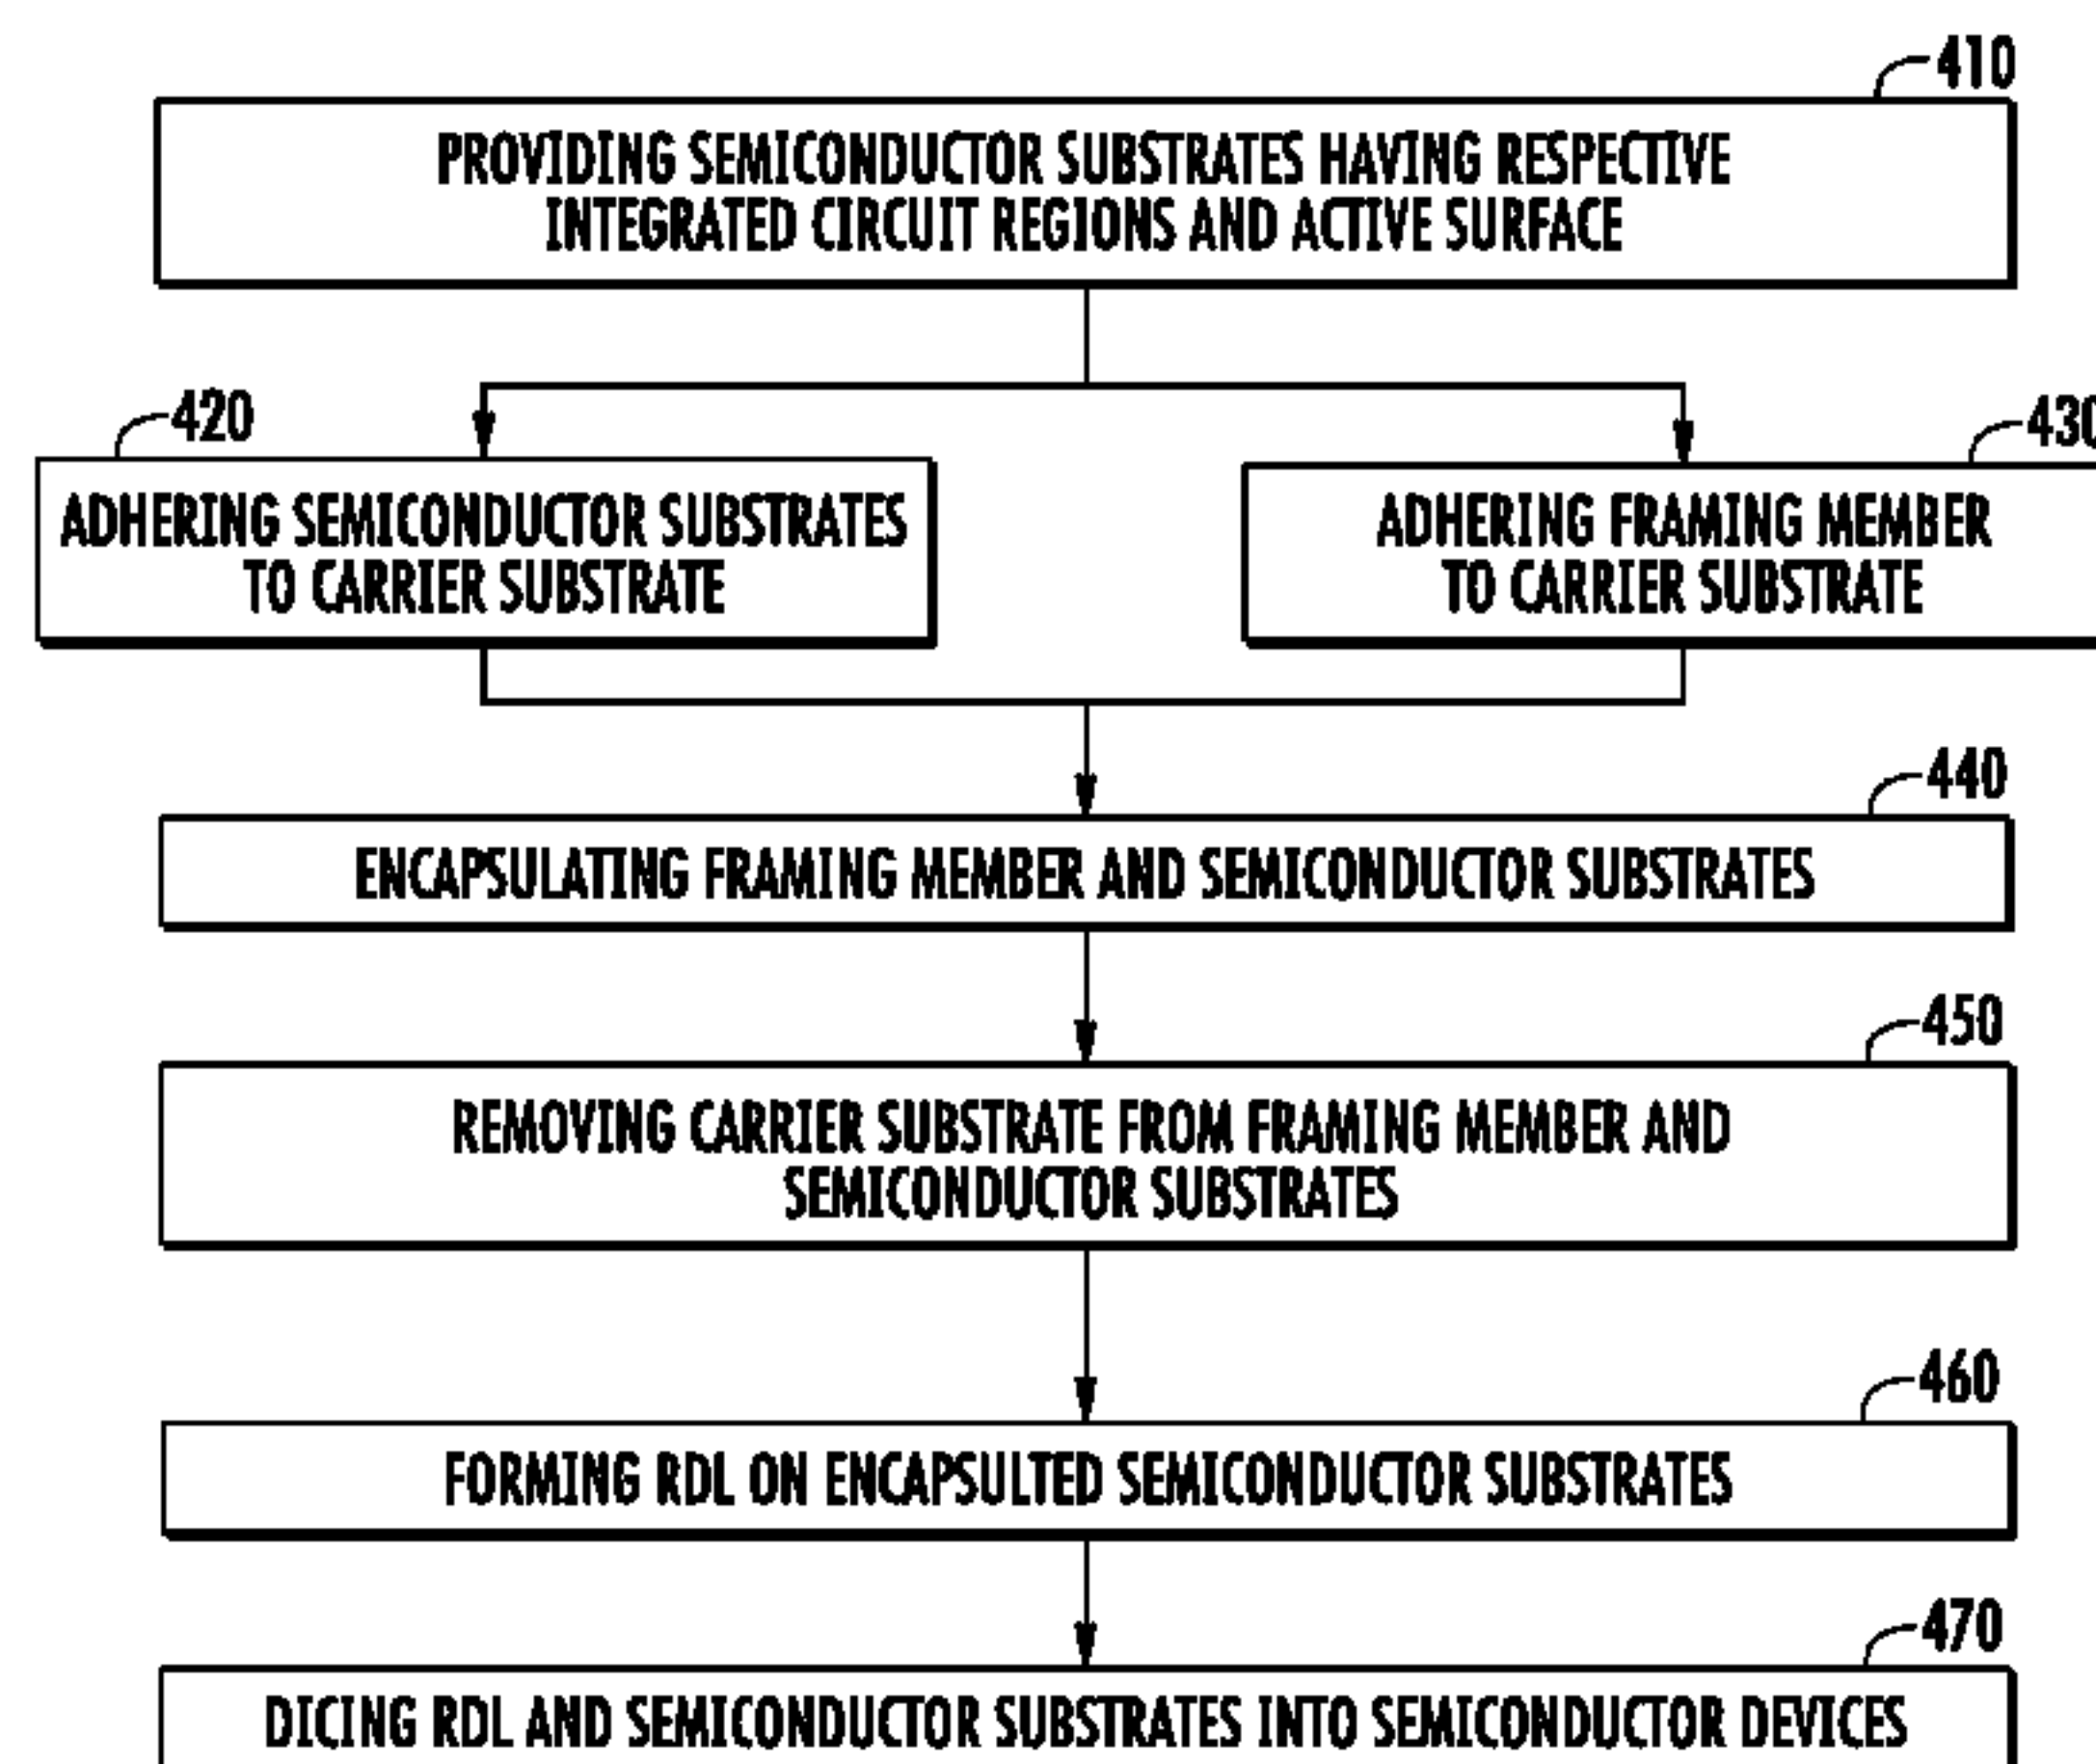 410
PROVIDING SEMICONDUCTOR SUBSTRATES HAVING RESPECTIVE
INTEGRATED CIRCUIT REGIONS AND ACTIVE SURFACE
420
ADHERING SEMICONDUCTOR SUBSTRATES
TO CARRIER SUBSTRATE
430
ADHERING FRAMING MEMBER
TO CARRIER SUBSTRATE
440
ENCAPSULATING FRAMING MEMBER AND SEMICONDUCTOR SUBSTRATES
450
REMOVING CARRIER SUBSTRATE FROM FRAMING MEMBER AND
SEMICONDUCTOR SUBSTRATES
460
FORMING RDL ON ENCAPSULTED SEMICONDUCTOR SUBSTRATES
470
DICING RDL AND SEMICONDUCTOR SUBSTRATES INTO SEMICONDUCTOR DEVICES